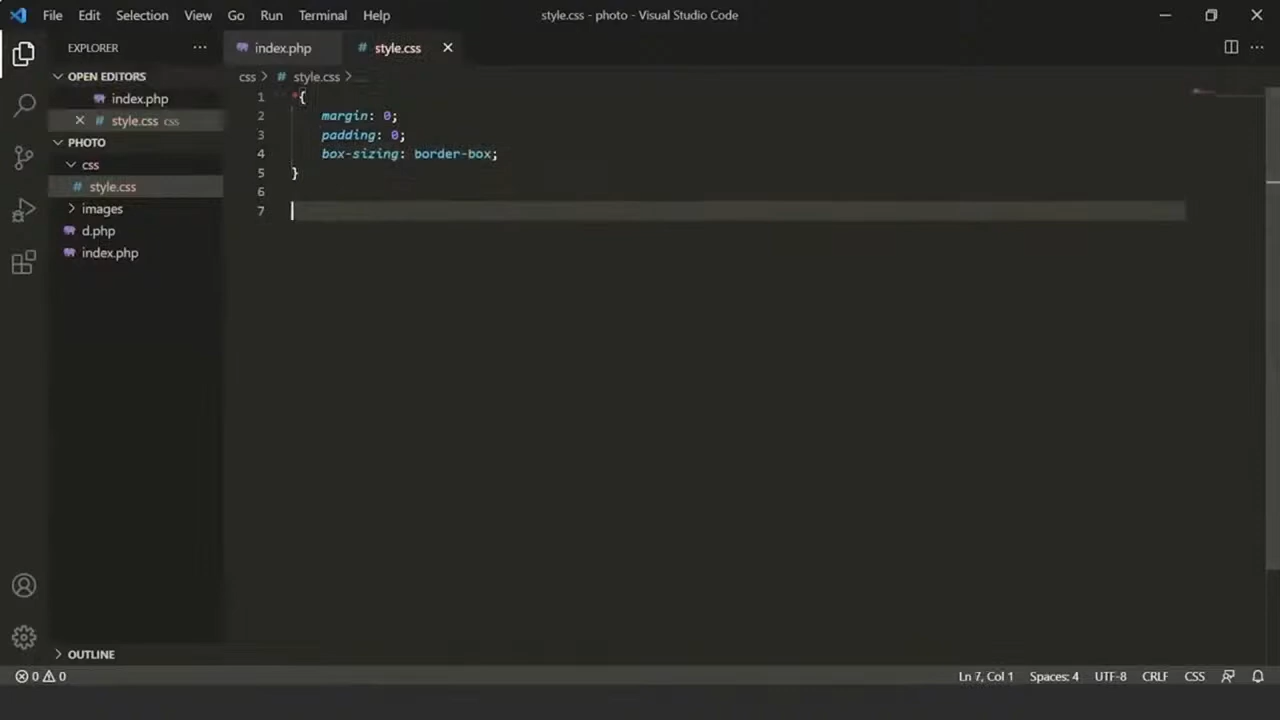 File Edit Selection View Go Run Terminal Help
style.css - photo - Visual Studio Code
EXPLORER
OPEN EDITORS
index.php
style.css css
PHOTO
css
style.css
images
d.php
index.php
OUTLINE
index.php
# style.css
css > # style.css >
1 *{
2 margin: 0;
3 padding: 0;
4 box-sizing: border-box;
5 }
6
7
0 0
Ln 7, Col 1 Spaces: 4 UTF-8 CRLF CSS